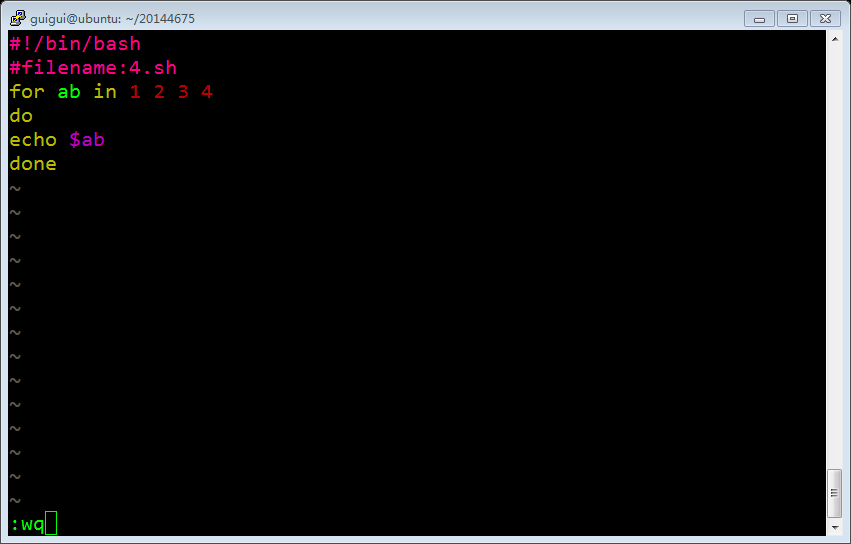 guigui@ubuntu: ~/20144675
#!/bin/bash
#filename:4.sh
for ab in 1 2 3 4
do
echo $ab
done
~
~
~
~
~
~
~
~
~
~
~
~
~
~
:wq